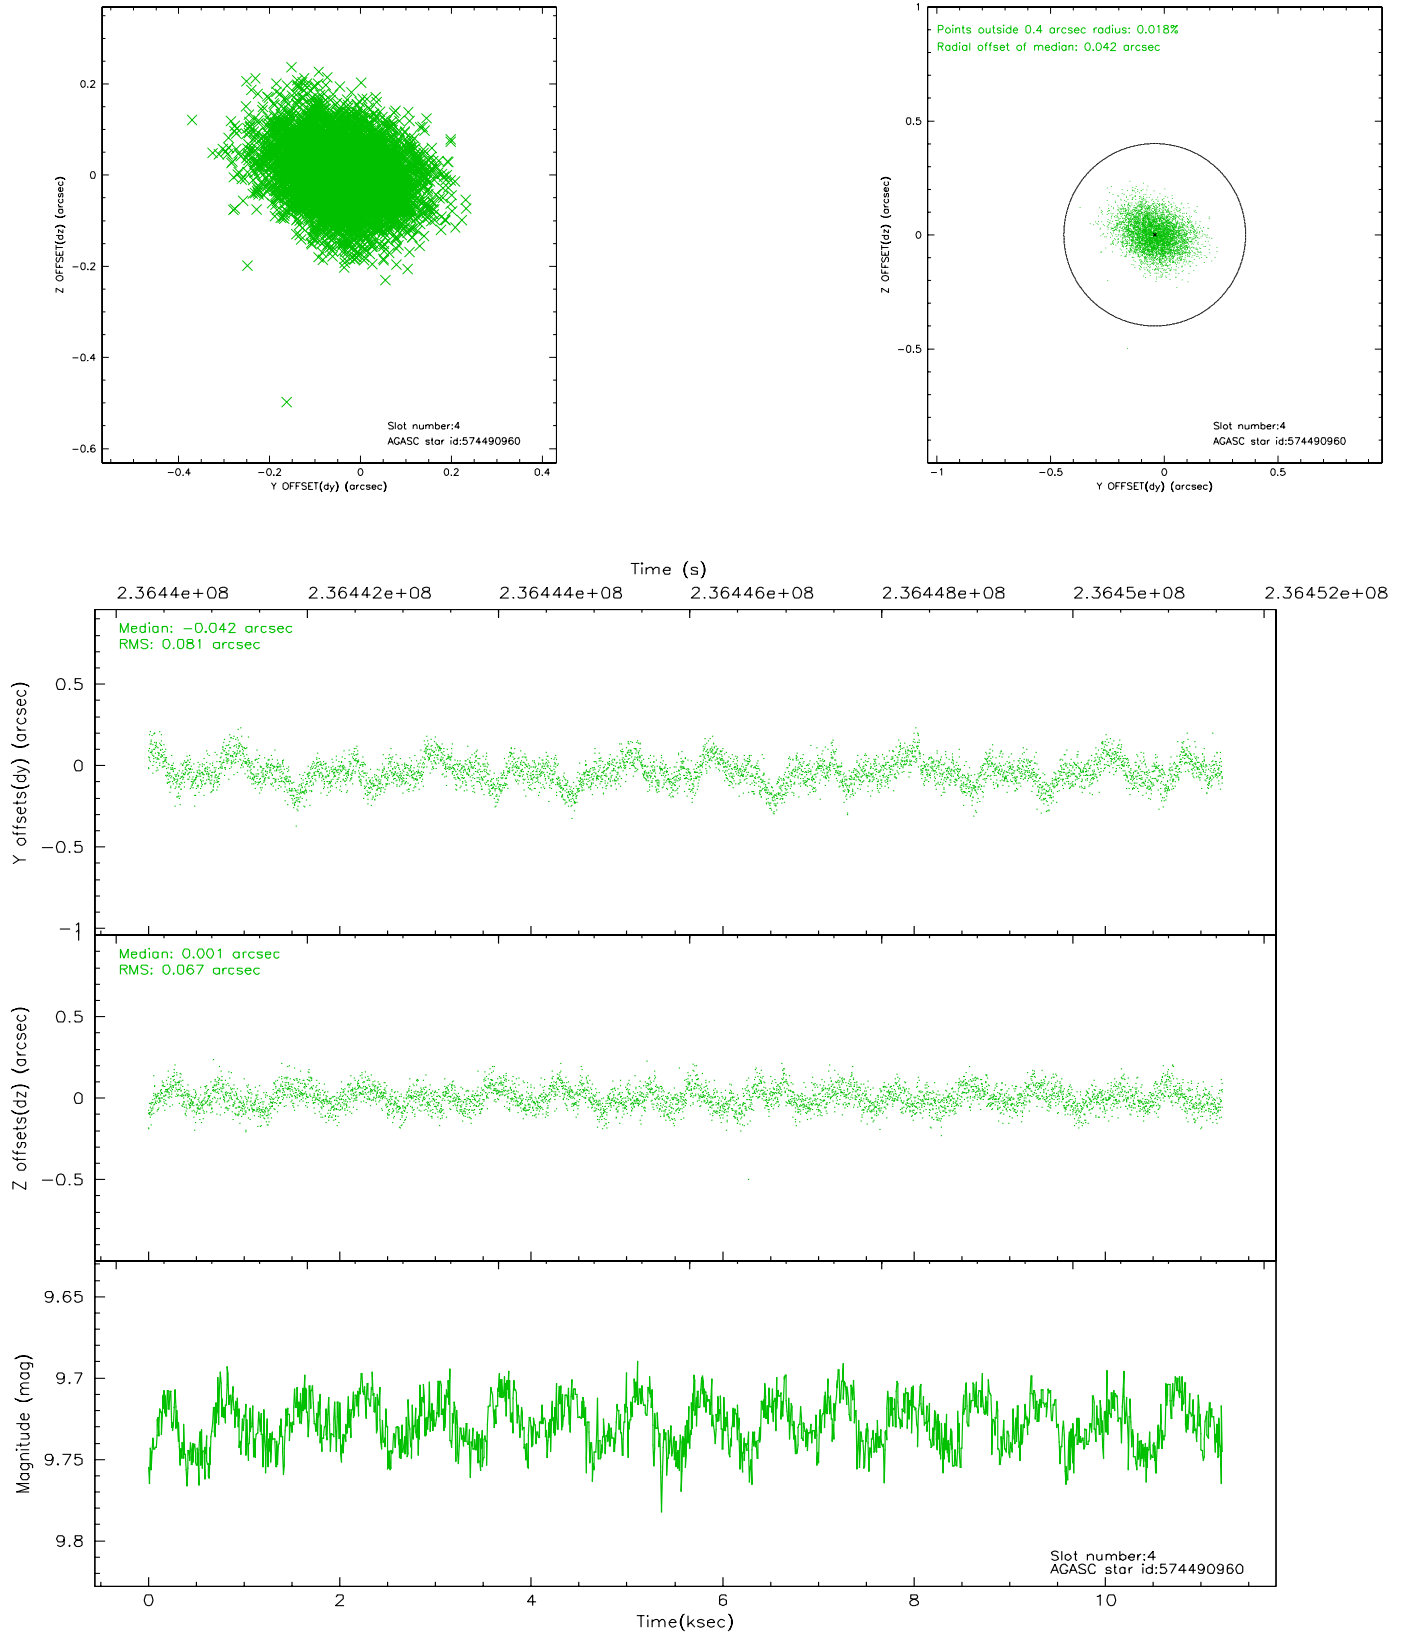 0.2
0
−0.2
−0.4
−0.6
Z OFFSET(dz) (arcsec)
Slot number:4
AGASC star id:574490960
−0.4 −0.2 0 0.2 0.4
Y OFFSET(dy) (arcsec)
1
0.5
0
−0.5
Z OFFSET(dz) (arcsec)
Points outside 0.4 arcsec radius: 0.018%
Radial offset of median: 0.042 arcsec
Slot number:4
AGASC star id:574490960
−1 −0.5 0 0.5
Y OFFSET(dy) (arcsec)
Time (s)
2.3644e+08 2.36442e+08 2.36444e+08 2.36446e+08 2.36448e+08 2.3645e+08 2.36452e+08
Median: −0.042 arcsec
RMS: 0.081 arcsec
0.5
0
−0.5
−1
Y offsets(dy) (arcsec)
1
Median: 0.001 arcsec
RMS: 0.067 arcsec
0.5
0
−0.5
Z offsets(dz) (arcsec)
9.65
9.7
9.75
9.8
Magnitude (mag)
Slot number:4
AGASC star id:574490960
0 2 4 6 8 10
Time(ksec)